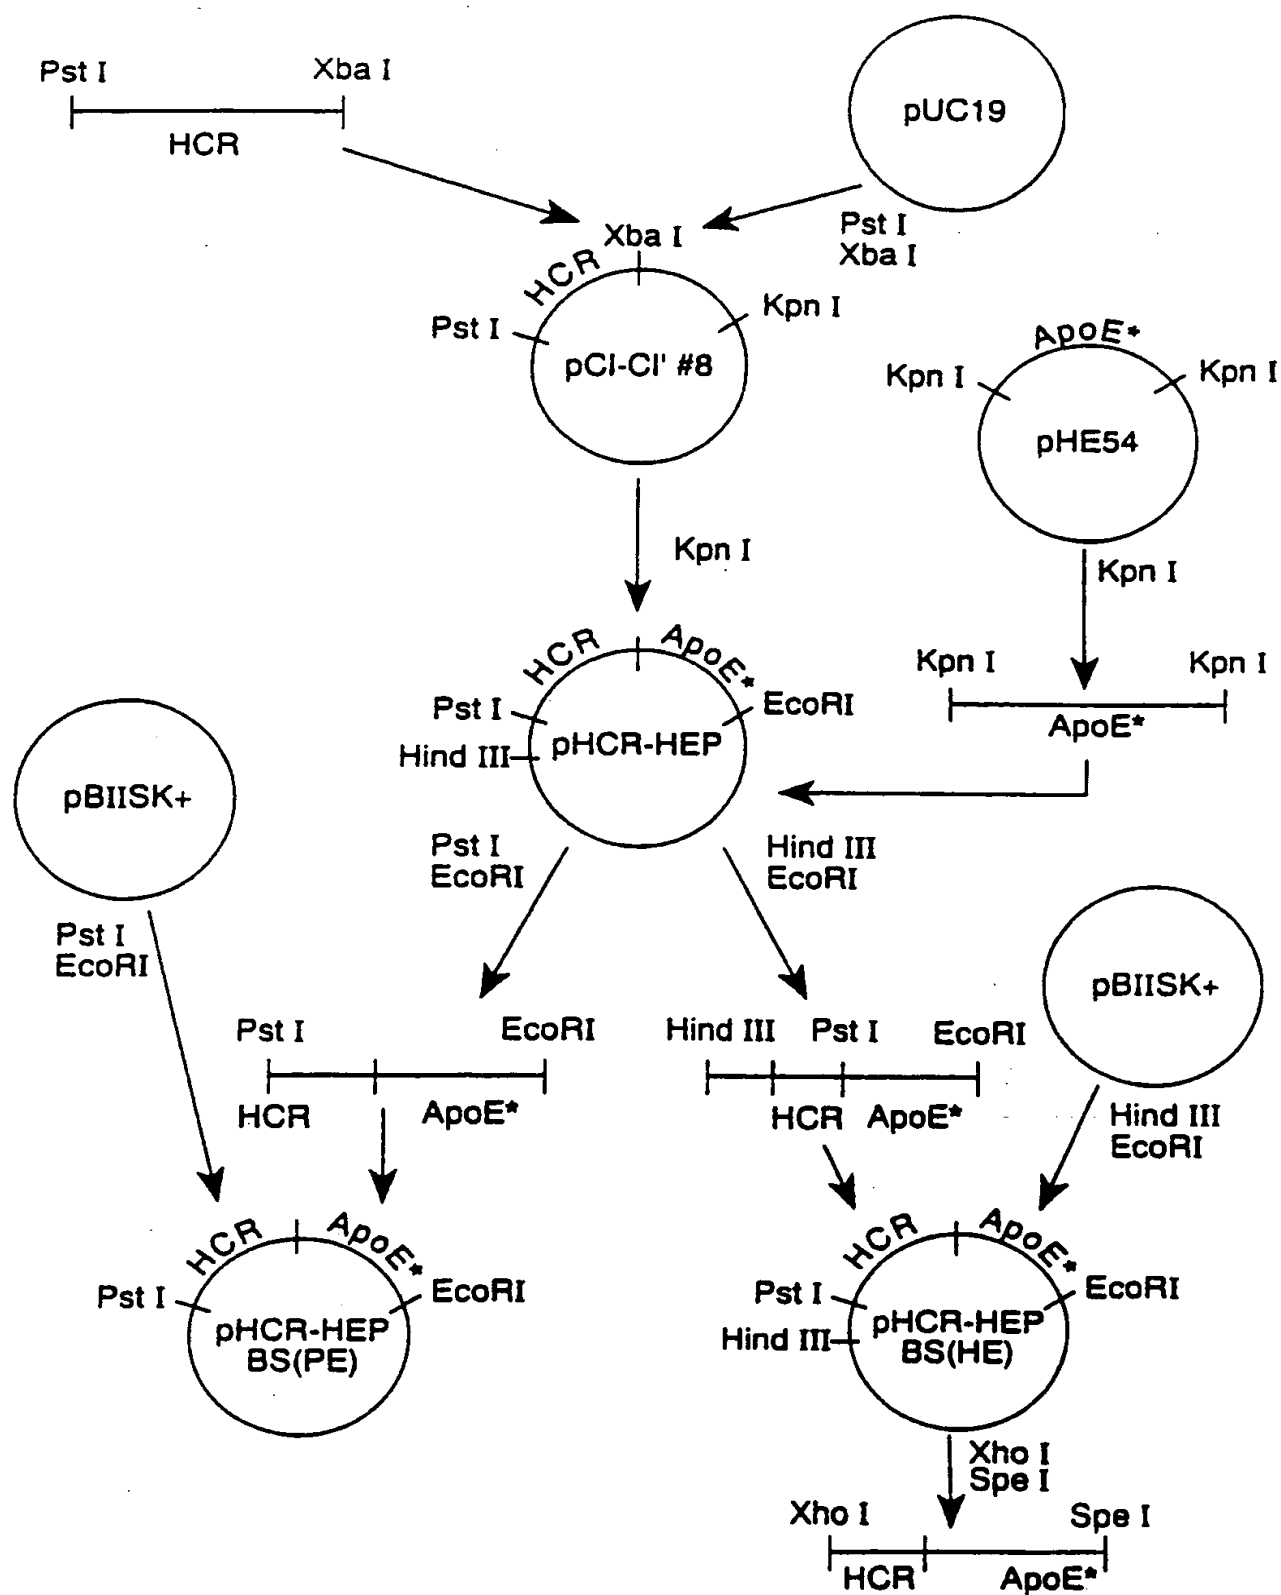 Pst I
Xba I
HCR
pUC19
Pst I
Xba I
Xba I
HCR
Pst I
Kpn I
pCI-CI' #8
ApoE*
Kpn I
Kpn I
pHE54
Kpn I
Kpn I
Kpn I
Kpn I
ApoE*
HCR
ApoE*
Pst I
EcoRI
Hind III
pHCR-HEP
pBIISK+
Pst I
EcoRI
Hind III
EcoRI
Pst I
EcoRI
pBIISK+
Pst I
EcoRI
HCR
ApoE*
Hind III
Pst I
EcoRI
HCR
ApoE*
Hind III
EcoRI
HCR
ApoE*
Pst I
EcoRI
pHCR-HEP
BS(PE)
HCR
ApoE*
Pst I
EcoRI
Hind III
pHCR-HEP
BS(HE)
Xho I
Spe I
Xho I
Spe I
HCR
ApoE*